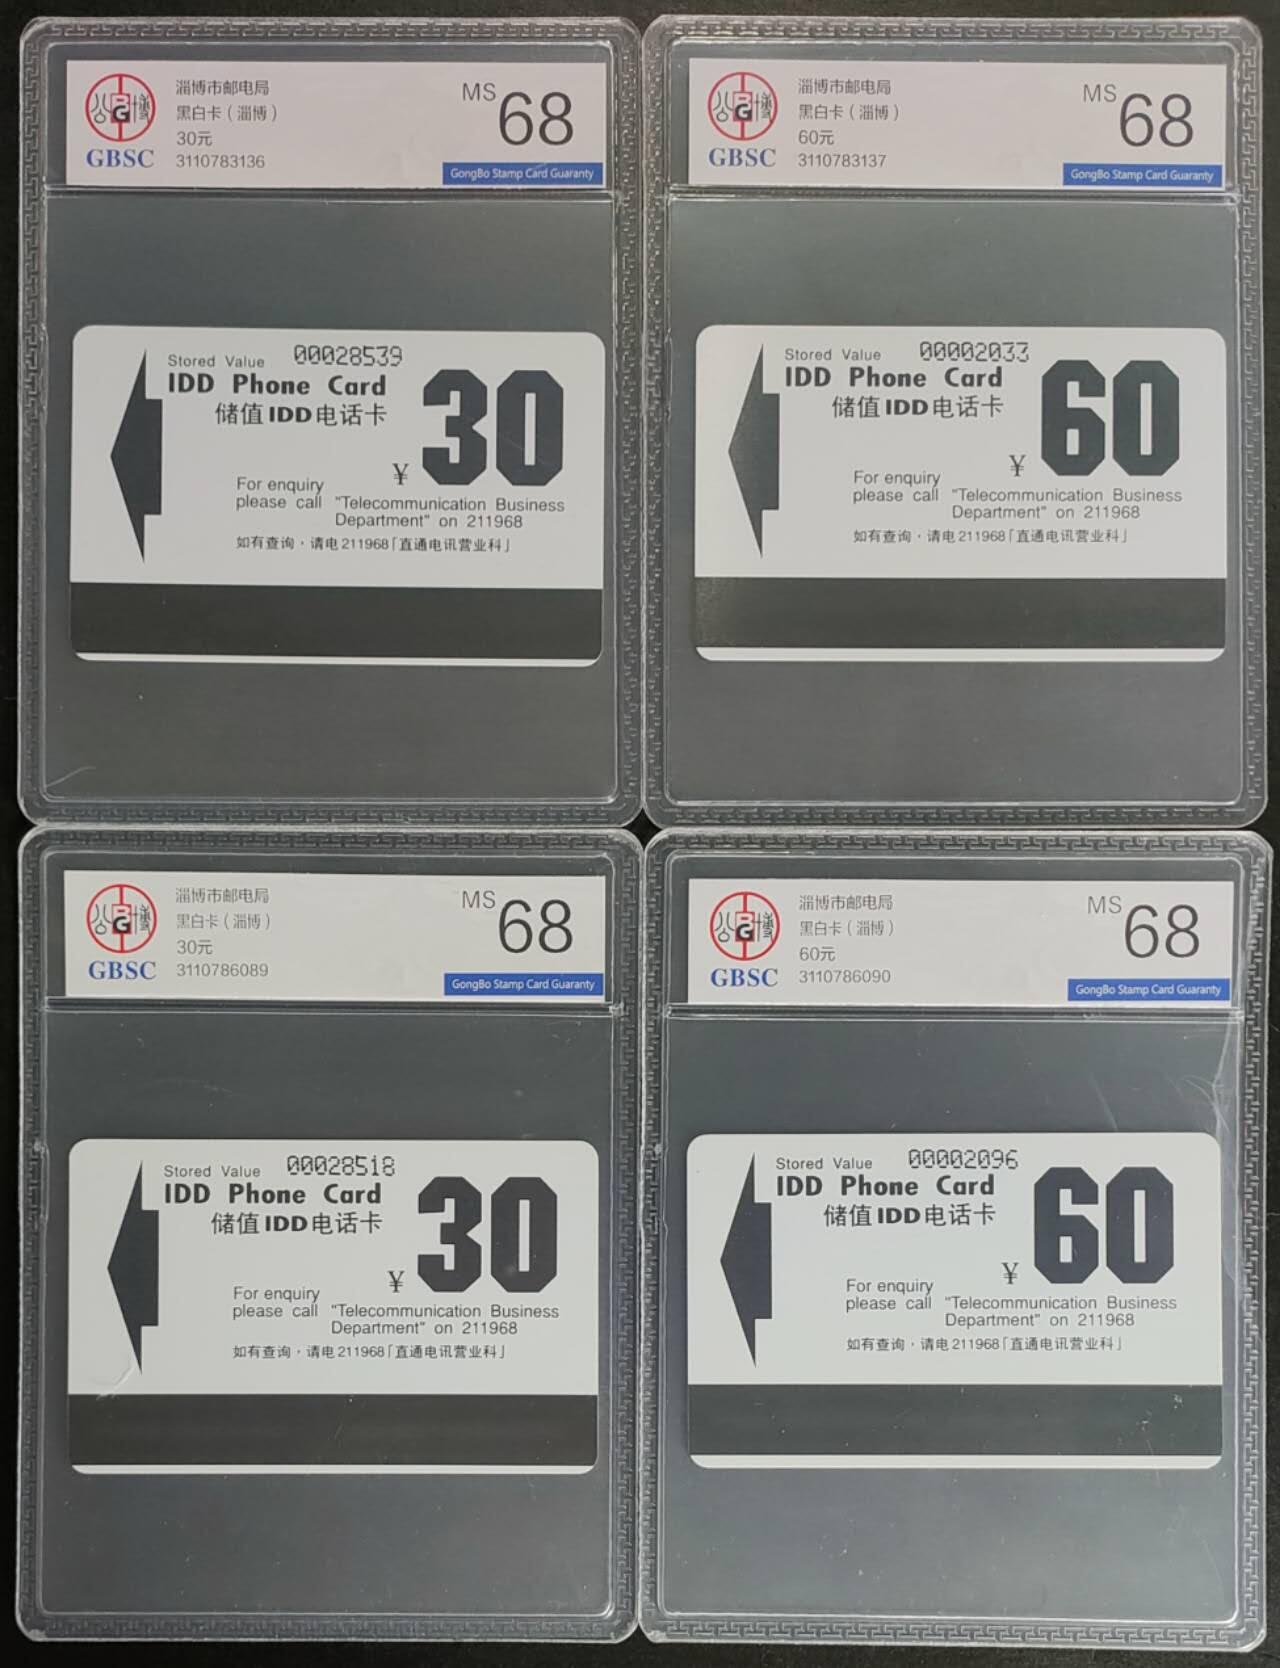 淄博市邮电局
黑白卡（淄博）
30元
3110783136
GBSC
MS 68
GongBo Stamp Card Guaranty
Stored Value 00028539
IDD Phone Card
储值IDD电话卡
¥ 30
For enquiry
please call "Telecommunication Business
Department" on 211968
如有查询，请电211968「直通电讯营业科」
淄博市邮电局
黑白卡（淄博）
60元
3110783137
GBSC
MS 68
GongBo Stamp Card Guaranty
Stored Value 00002033
IDD Phone Card
储值IDD电话卡
¥ 60
For enquiry
please call "Telecommunication Business
Department" on 211968
如有查询，请电211968「直通电讯营业科」
淄博市邮电局
黑白卡（淄博）
30元
3110786089
GBSC
MS 68
GongBo Stamp Card Guaranty
Stored Value 00028518
IDD Phone Card
储值IDD电话卡
¥ 30
For enquiry
please call "Telecommunication Business
Department" on 211968
如有查询，请电211968「直通电讯营业科」
淄博市邮电局
黑白卡（淄博）
60元
3110786090
GBSC
MS 68
GongBo Stamp Card Guaranty
Stored Value 00002096
IDD Phone Card
储值IDD电话卡
¥ 60
For enquiry
please call "Telecommunication Business
Department" on 211968
如有查询，请电211968「直通电讯营业科」